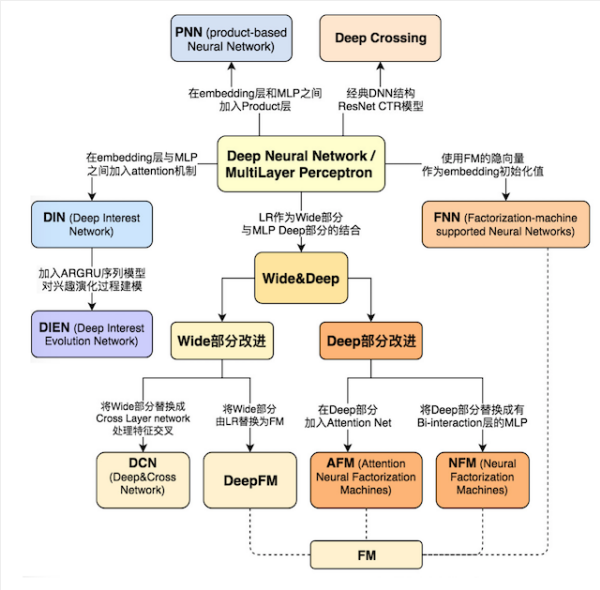 PNN (product-based
Neural Network)
Deep Crossing
在embedding层和MLP之间
加入Product层
经典DNN结构
ResNet CTR模型
Deep Neural Network /
MultiLayer Perceptron
在embedding层与MLP
之间加入attention机制
使用FM的隐向量
作为embedding初始化值
DIN (Deep Interest
Network)
LR作为Wide部分
与MLP Deep部分的结合
FNN (Factorization-machine
supported Neural Networks)
加入ARGRU序列模型
对兴趣演化过程建模
Wide&Deep
DIEN (Deep Interest
Evolution Network)
Wide部分改进
Deep部分改进
将Wide部分替换成
Cross Layer network
处理特征交叉
将Wide部分
由LR替换为FM
在Deep部分
加入Attention Net
将Deep部分替换成有
Bi-interaction层的MLP
DCN
(Deep&Cross
Network)
DeepFM
AFM (Attention
Neural Factorization
Machines)
NFM (Neural
Factorization
Machines)
FM